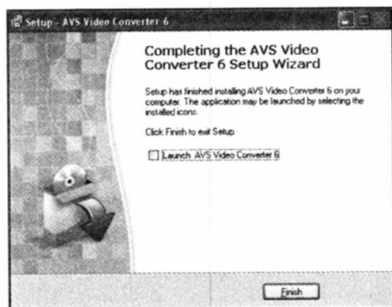 Setup - AVS Video Converter 6
Completing the AVS Video
Converter 6 Setup Wizard
Setup has finished installing AVS Video Converter 6 on your
computer. The application may be launched by selecting the
installed icons.
Click Finish to exit Setup.
Launch AVS Video Converter 6
Finish